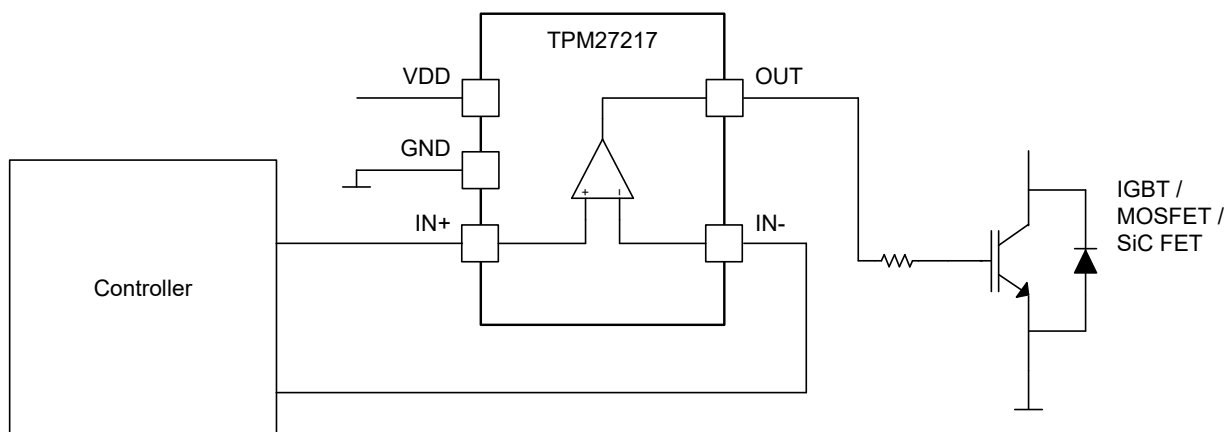 TPM27217
VDD
OUT
GND
IN+
IN-
+
-
Controller
IGBT /
MOSFET /
SiC FET